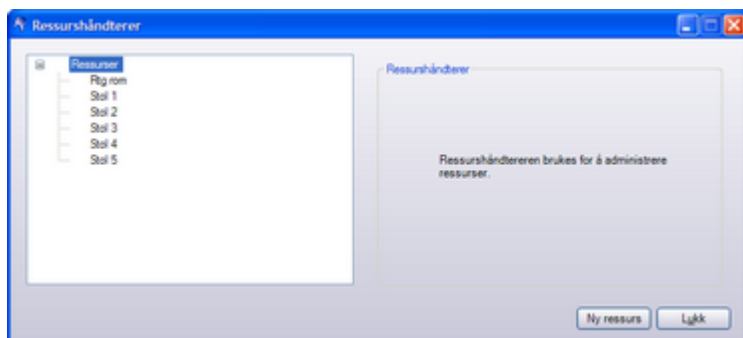 Ressurshåndterer
Ressurser
Rtg rom
Stol 1
Stol 2
Stol 3
Stol 4
Stol 5
Ressurshåndterer
Ressurshåndtereren brukes for å administrere
ressurser.
Ny ressurs
Lukk